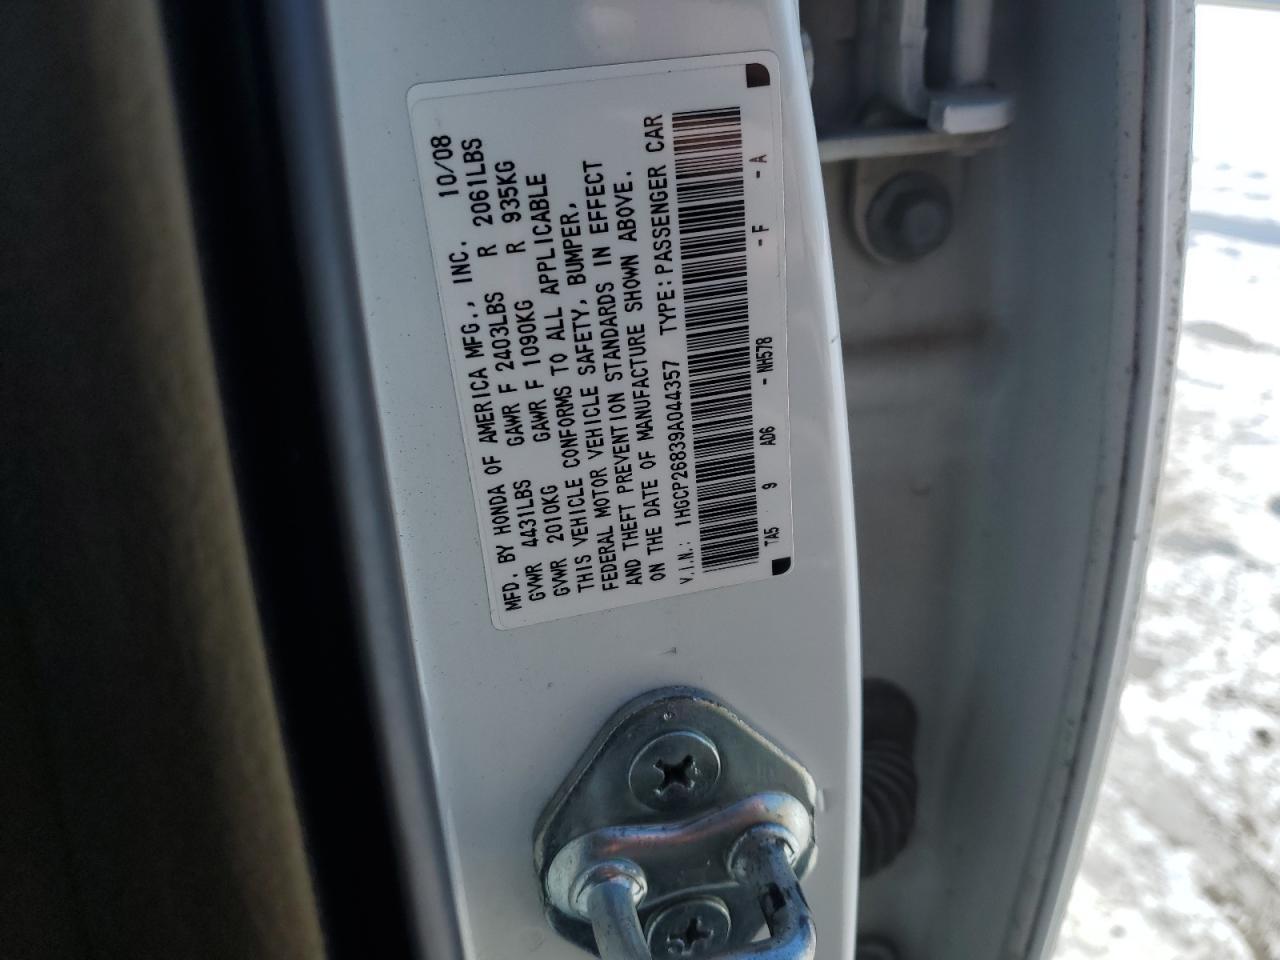 MFD. BY HONDA OF AMERICA MFG., INC. 10/08
GVWR 4431LBS GAWR F 2403LBS R 2061LBS
GVWR 2010KG GAWR F 1090KG R 935KG
THIS VEHICLE CONFORMS TO ALL APPLICABLE
FEDERAL MOTOR VEHICLE SAFETY, BUMPER,
AND THEFT PREVENTION STANDARDS IN EFFECT
ON THE DATE OF MANUFACTURE SHOWN ABOVE.
V.I.N.: 1HGCP26839A044357 TYPE: PASSENGER CAR
TA5 9 AD6 - NH578 - F - A